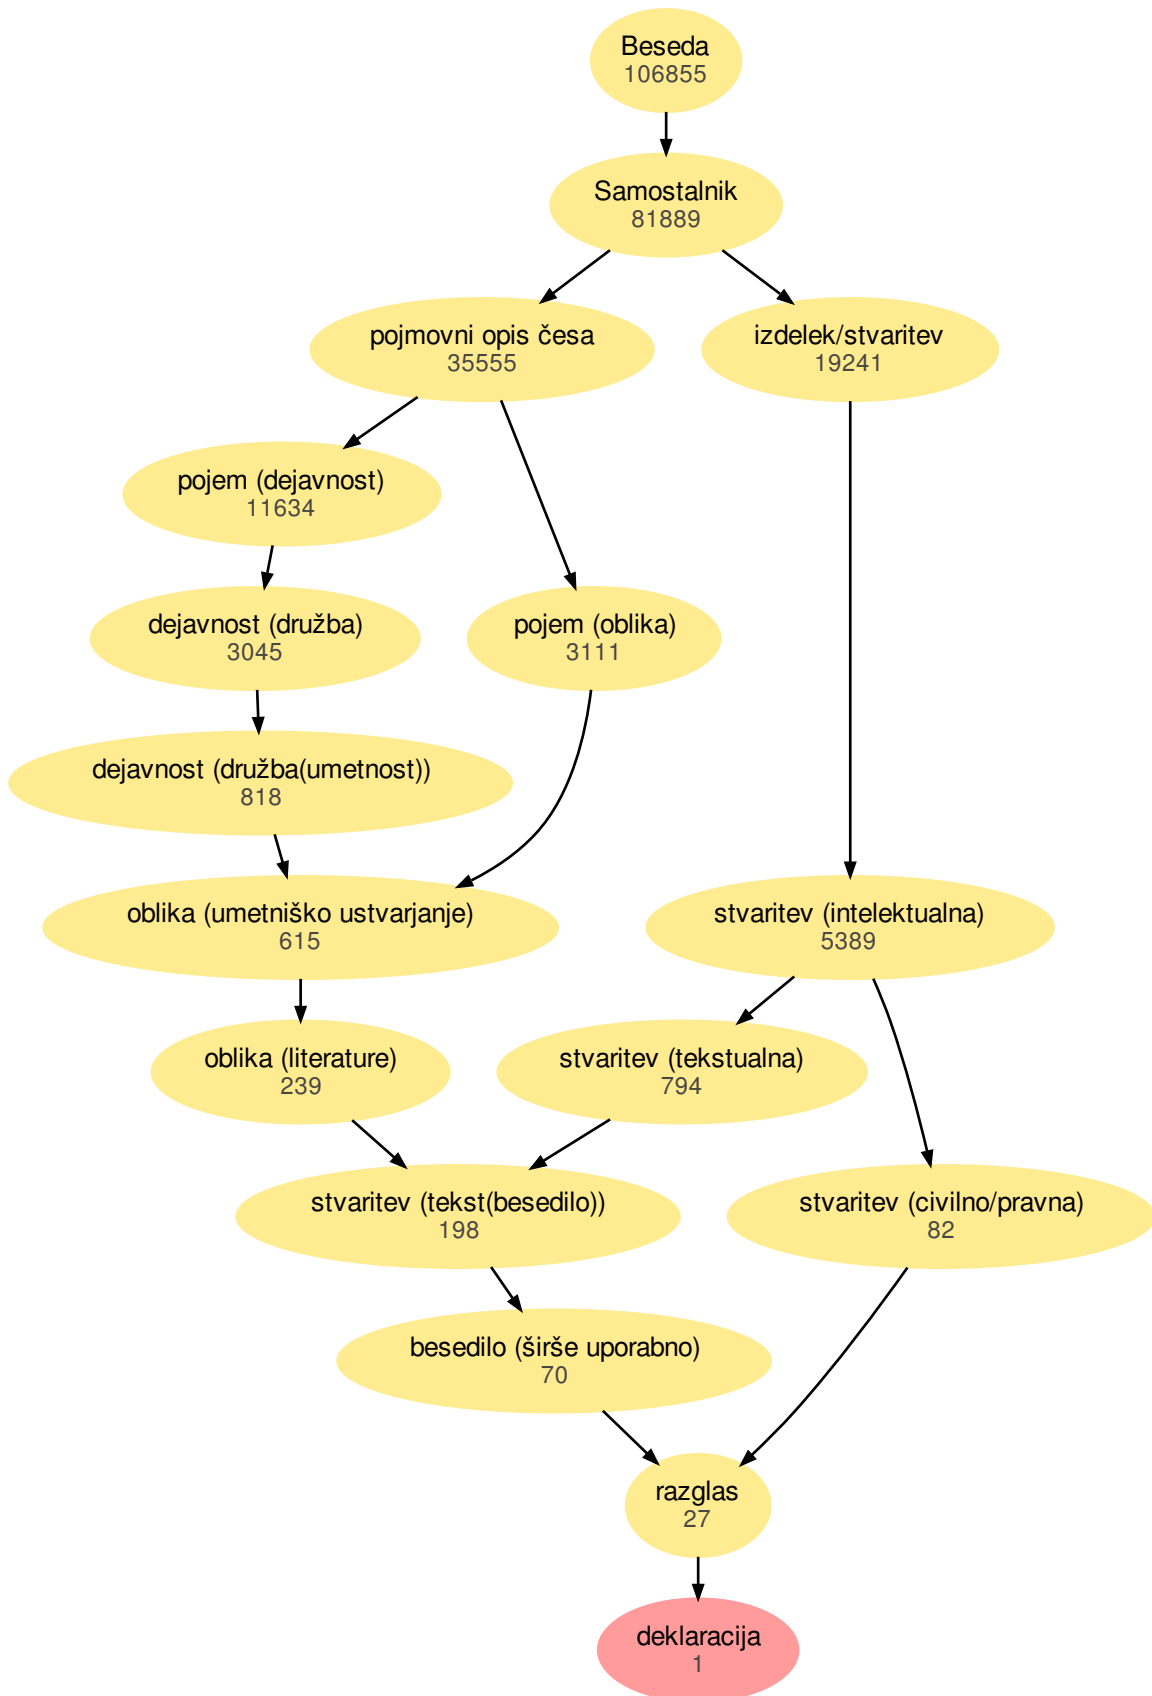 Beseda
106855
Samostalnik
81889
pojmovni opis česa
35555
izdelek/stvaritev
19241
pojem (dejavnost)
11634
dejavnost (družba)
3045
pojem (oblika)
3111
dejavnost (družba(umetnost))
818
oblika (umetniško ustvarjanje)
615
stvaritev (intelektualna)
5389
oblika (literature)
239
stvaritev (tekstualna)
794
stvaritev (tekst(besedilo))
198
stvaritev (civilno/pravna)
82
besedilo (širše uporabno)
70
razglas
27
deklaracija
1